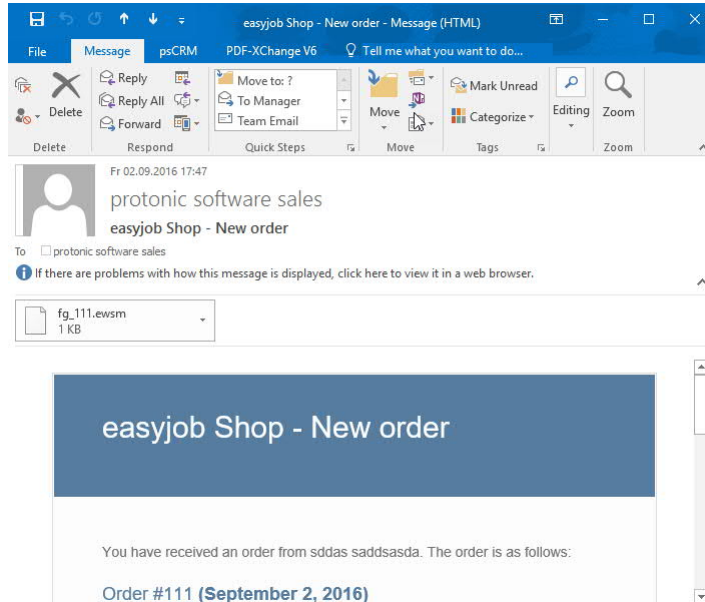 easyjob Shop - New order - Message (HTML)
File Message psCRM PDF-XChange V6 Tell me what you want to do...
Delete
Reply
Reply All
Forward
Move to: ?
To Manager
Team Email
Move
Mark Unread
Categorize
Editing
Zoom
Delete Respond Quick Steps Move Tags Zoom
Fr 02.09.2016 17:47
protonic software sales
easyjob Shop - New order
To protonic software sales
If there are problems with how this message is displayed, click here to view it in a web browser.
fg_111.ewsm
1 KB
easyjob Shop - New order
You have received an order from sddas saddsasda. The order is as follows:
Order #111 (September 2, 2016)